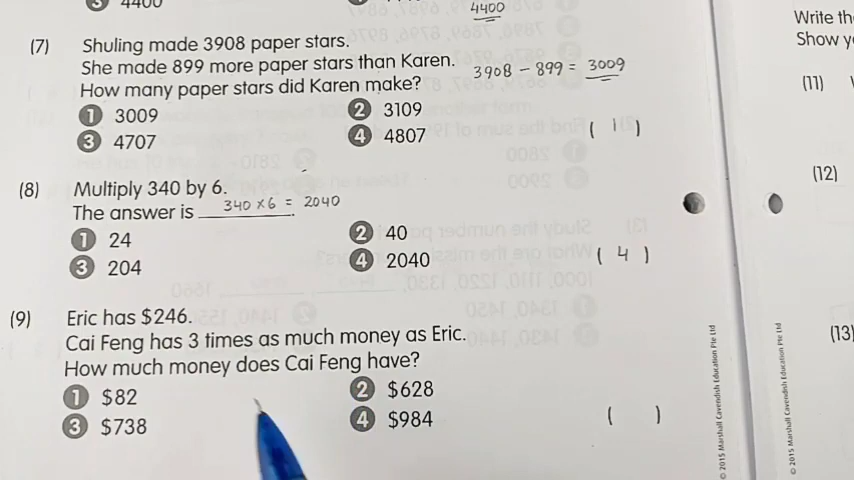 3 4400
4400
(7) Shuling made 3908 paper stars.
She made 899 more paper stars than Karen.
How many paper stars did Karen make?
3908 - 899 = 3009
1 3009 2 3109
3 4707 4 4807 ( 1 )
(8) Multiply 340 by 6.
The answer is 340 × 6 = 2040.
1 24 2 40
3 204 4 2040 ( 4 )
(9) Eric has $246.
Cai Feng has 3 times as much money as Eric.
How much money does Cai Feng have?
1 $82 2 $628
3 $738 4 $984 ( )
© 2015 Marshall Cavendish Education Pte Ltd
© 2015 Marshall Cavendish Education Pte Ltd
Write th
Show y
(11)
(12)
(13)